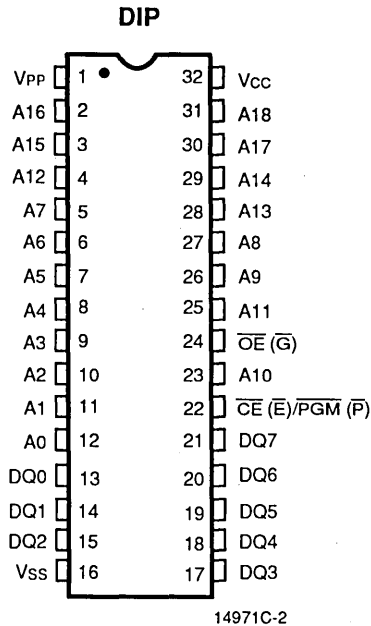 DIP
VPP 1 32 VCC
A16 2 31 A18
A15 3 30 A17
A12 4 29 A14
A7 5 28 A13
A6 6 27 A8
A5 7 26 A9
A4 8 25 A11
A3 9 24 O̅E̅ (G̅)
A2 10 23 A10
A1 11 22 C̅E̅ (E̅)/P̅G̅M̅ (P̅)
A0 12 21 DQ7
DQ0 13 20 DQ6
DQ1 14 19 DQ5
DQ2 15 18 DQ4
VSS 16 17 DQ3
14971C-2